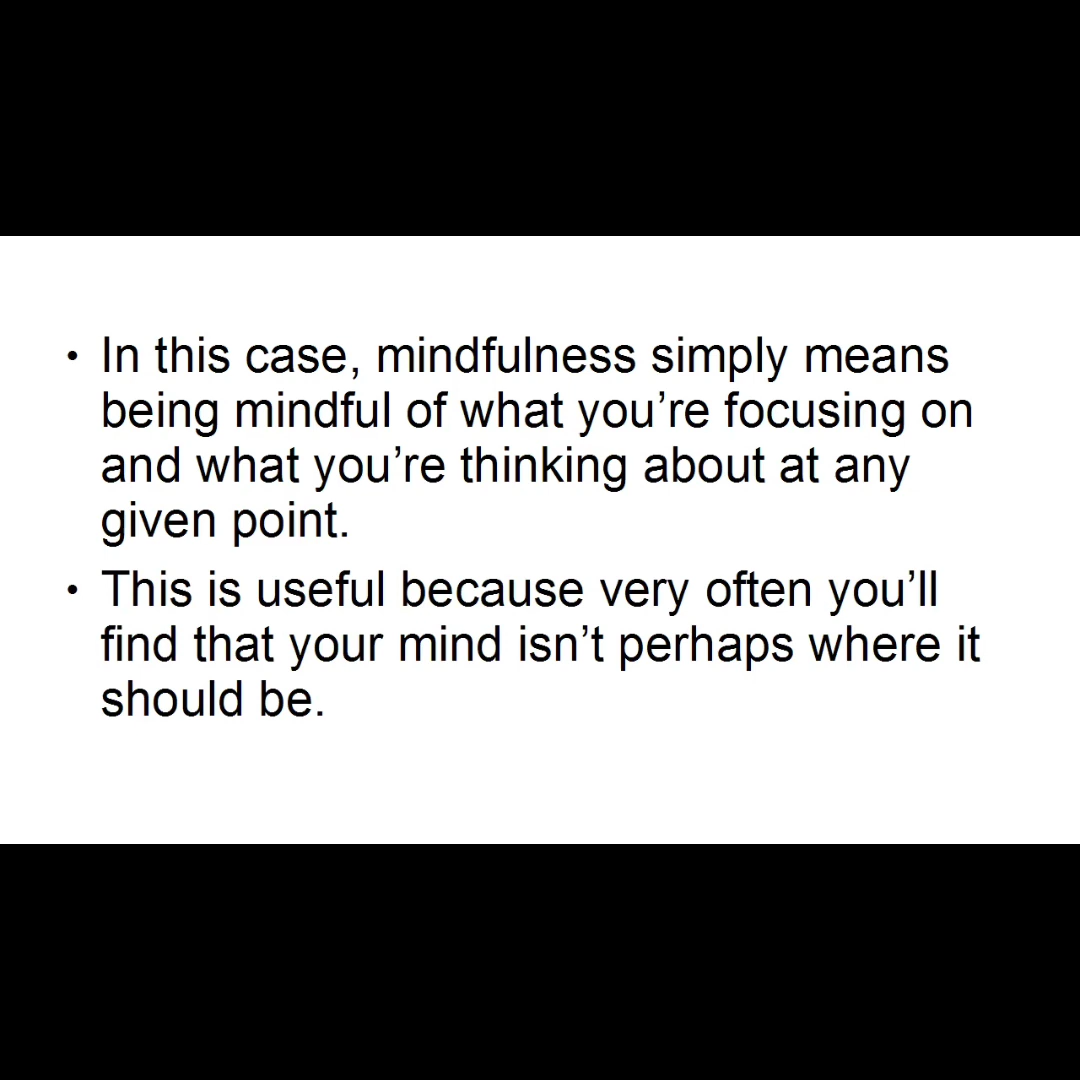 • In this case, mindfulness simply means
being mindful of what you’re focusing on
and what you’re thinking about at any
given point.
• This is useful because very often you’ll
find that your mind isn’t perhaps where it
should be.